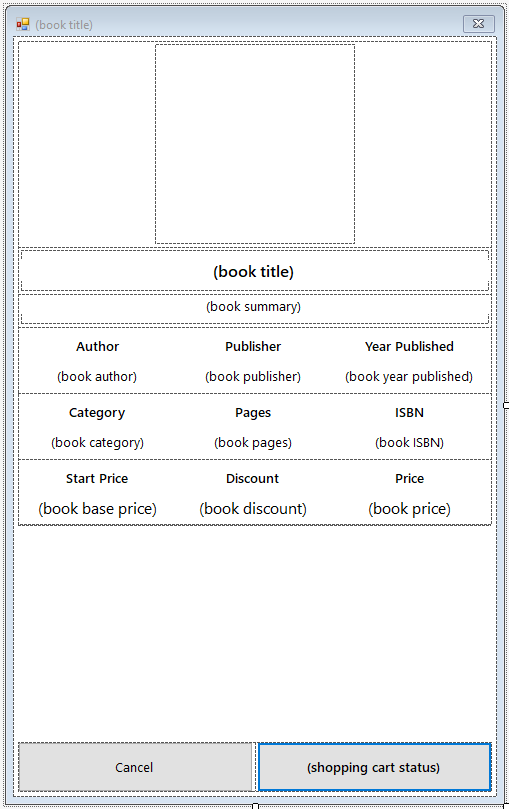 (book title)
(book title)
(book summary)
Author Publisher Year Published
(book author) (book publisher) (book year published)
Category Pages ISBN
(book category) (book pages) (book ISBN)
Start Price Discount Price
(book base price) (book discount) (book price)
Cancel (shopping cart status)